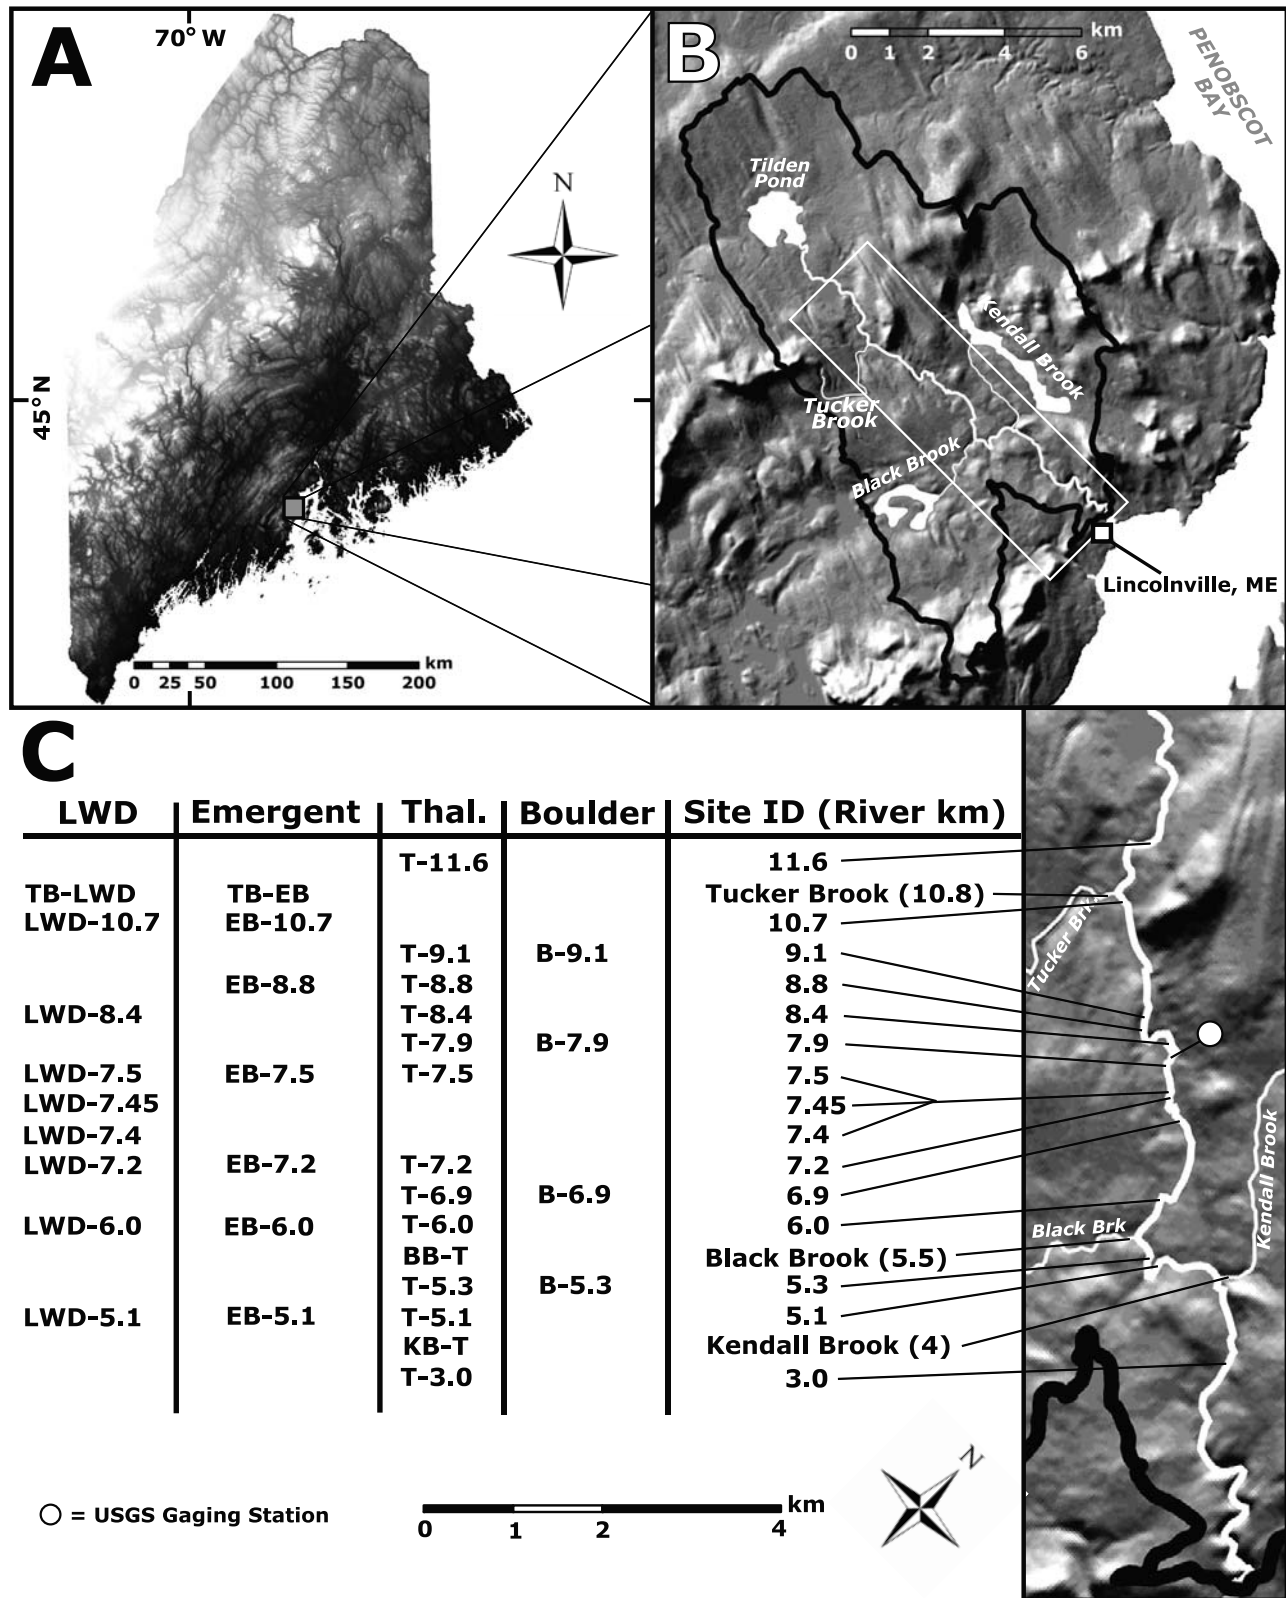 A
70° W
N
45° N
km
0 25 50 100 150 200
B
0 1 2 4 6
km
PENOBSCOT
BAY
Tilden
Pond
Kendall Brook
Tucker
Brook
Black Brook
Lincolnville, ME
C
LWD Emergent Thal. Boulder Site ID (River km)
T-11.6 11.6
TB-LWD TB-EB Tucker Brook (10.8)
LWD-10.7 EB-10.7 10.7
T-9.1 B-9.1 9.1
EB-8.8 T-8.8 8.8
LWD-8.4 T-8.4 8.4
T-7.9 B-7.9 7.9
LWD-7.5 EB-7.5 T-7.5 7.5
LWD-7.45 7.45
LWD-7.4 7.4
LWD-7.2 EB-7.2 T-7.2 7.2
T-6.9 B-6.9 6.9
LWD-6.0 EB-6.0 T-6.0 6.0
BB-T Black Brook (5.5)
T-5.3 B-5.3 5.3
LWD-5.1 EB-5.1 T-5.1 5.1
KB-T Kendall Brook (4)
T-3.0 3.0
Tucker Brk
Kendall Brook
Black Brk
= USGS Gaging Station
km
0 1 2 4
N